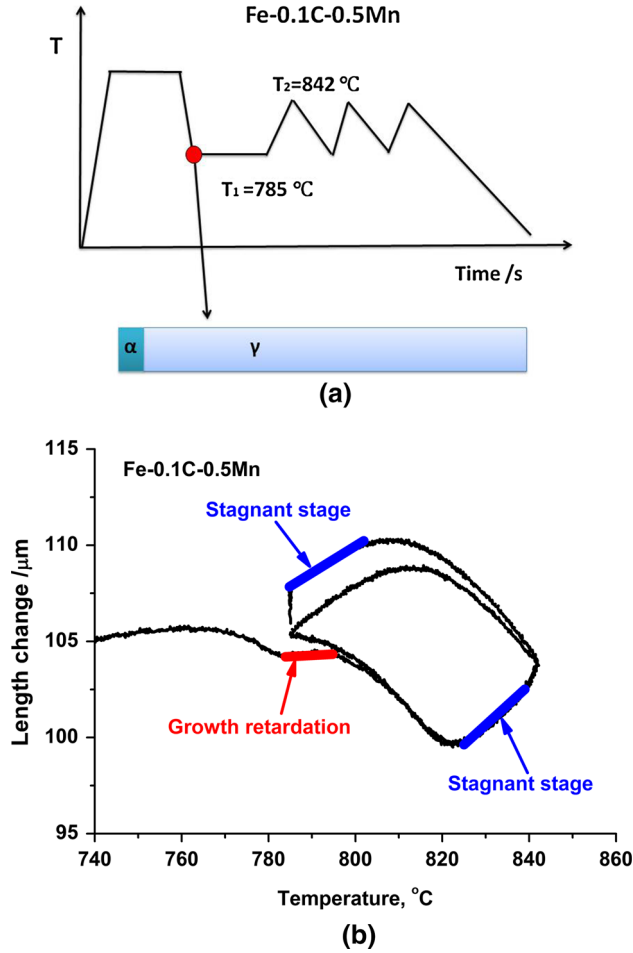 Fe-0.1C-0.5Mn
T
T₂=842 ℃
T₁ =785 ℃
Time /s
α
γ
(a)
115
Fe-0.1C-0.5Mn
Stagnant stage
110
Length change /μm
105
Growth retardation
100
Stagnant stage
95
740 760 780 800 820 840 860
Temperature, °C
(b)